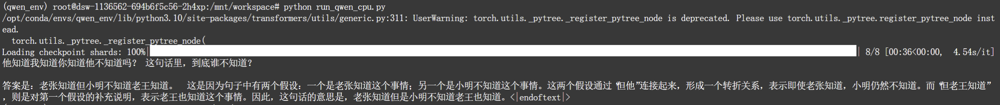 (qwen_env) root@dsw-1136562-694b6f5c56-2h4xp:/mnt/workspace# python run_qwen_cpu.py
/opt/conda/envs/qwen_env/lib/python3.10/site-packages/transformers/utils/generic.py:311: UserWarning: torch.utils._pytree._register_pytree_node is deprecated. Please use torch.utils._pytree.register_pytree_node inst
ead.
  torch.utils._pytree._register_pytree_node(
Loading checkpoint shards: 100%| | 8/8 [00:36<00:00,  4.54s/it]
他知道我知道你知道他不知道吗？ 这句话里，到底谁不知道？
答案是：老张知道但小明不知道老王知道。  这是因为句子中有两个假设：一个是老张知道这个事情；另一个是小明不知道这个事情。这两个假设通过“但他”连接起来，形成一个转折关系，表示即使老张知道，小明仍然不知道。而“但老王知道”
，则是对第一个假设的补充说明，表示老王也知道这个事情。因此，这句话的意思是，老张知道但是小明不知道老王也知道。<|endoftext|>